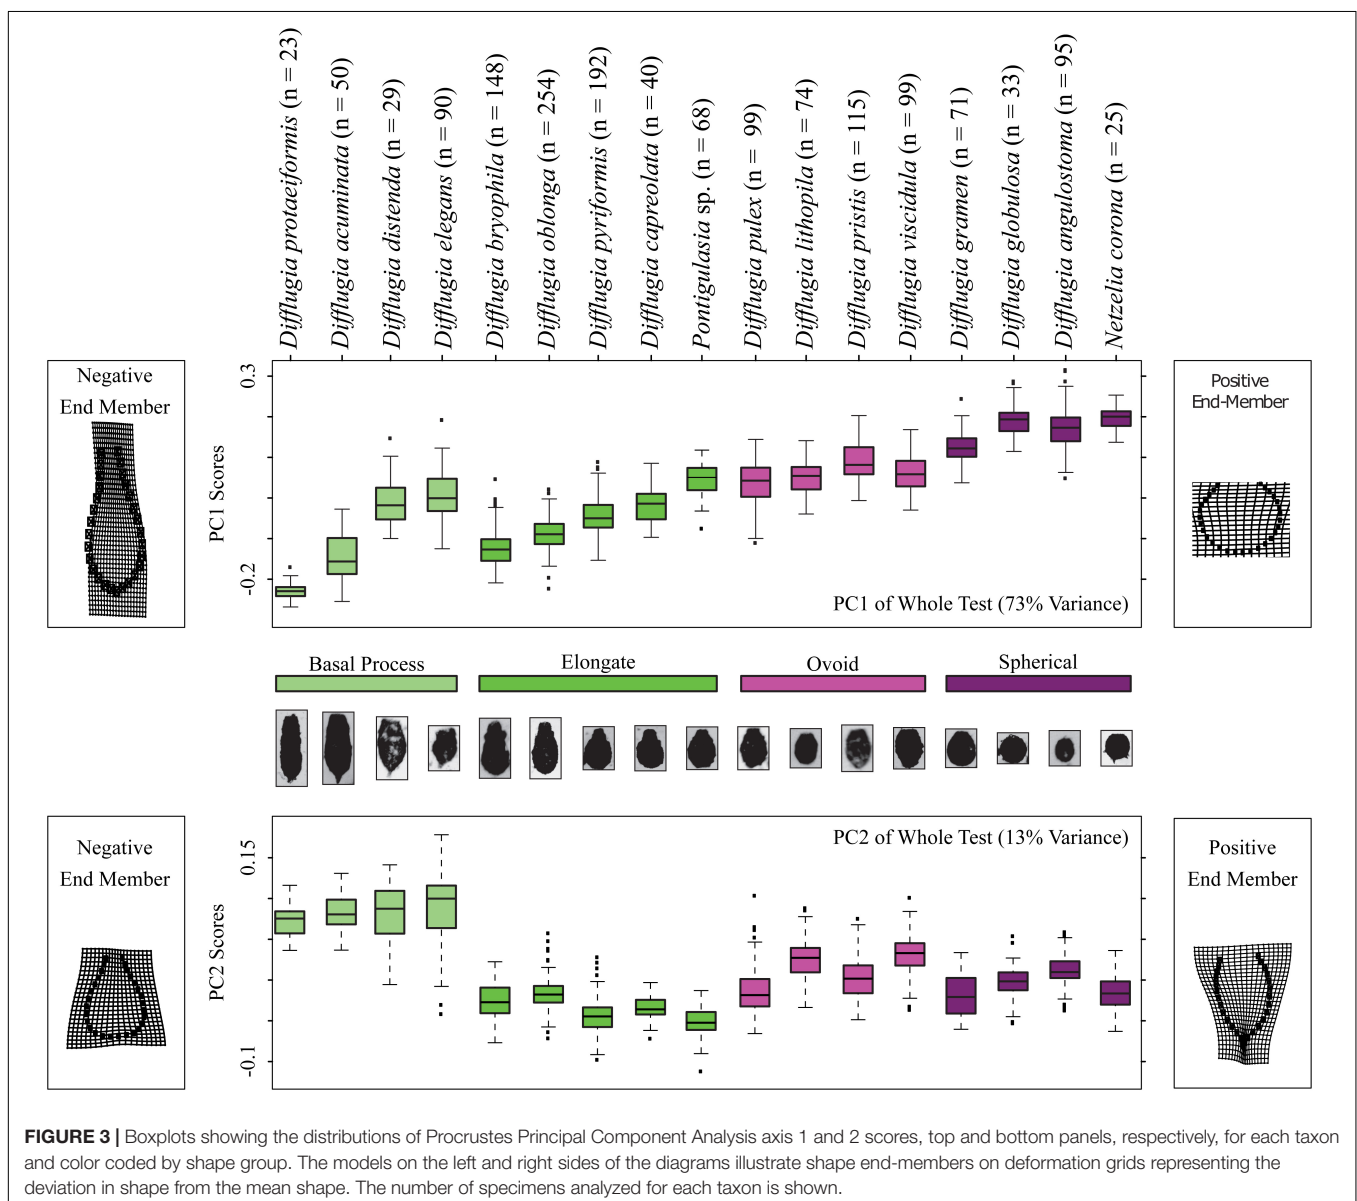 Difflugia protaeiformis (n = 23)
Difflugia acuminata (n = 50)
Difflugia distenda (n = 29)
Difflugia elegans (n = 90)
Difflugia bryophila (n = 148)
Difflugia oblonga (n = 254)
Difflugia pyriformis (n = 192)
Difflugia capreolata (n = 40)
Pontigulasia sp. (n = 68)
Difflugia pulex (n = 99)
Difflugia lithopila (n = 74)
Difflugia pristis (n = 115)
Difflugia viscidula (n = 99)
Difflugia gramen (n = 71)
Difflugia globulosa (n = 33)
Difflugia angulostoma (n = 95)
Netzelia corona (n = 25)
Negative
End Member
PC1 Scores
0.3
-0.2
PC1 of Whole Test (73% Variance)
Positive
End-Member
Basal Process
Elongate
Ovoid
Spherical
Negative
End Member
PC2 Scores
0.15
-0.1
PC2 of Whole Test (13% Variance)
Positive
End Member
FIGURE 3 | Boxplots showing the distributions of Procrustes Principal Component Analysis axis 1 and 2 scores, top and bottom panels, respectively, for each taxon
and color coded by shape group. The models on the left and right sides of the diagrams illustrate shape end-members on deformation grids representing the
deviation in shape from the mean shape. The number of specimens analyzed for each taxon is shown.